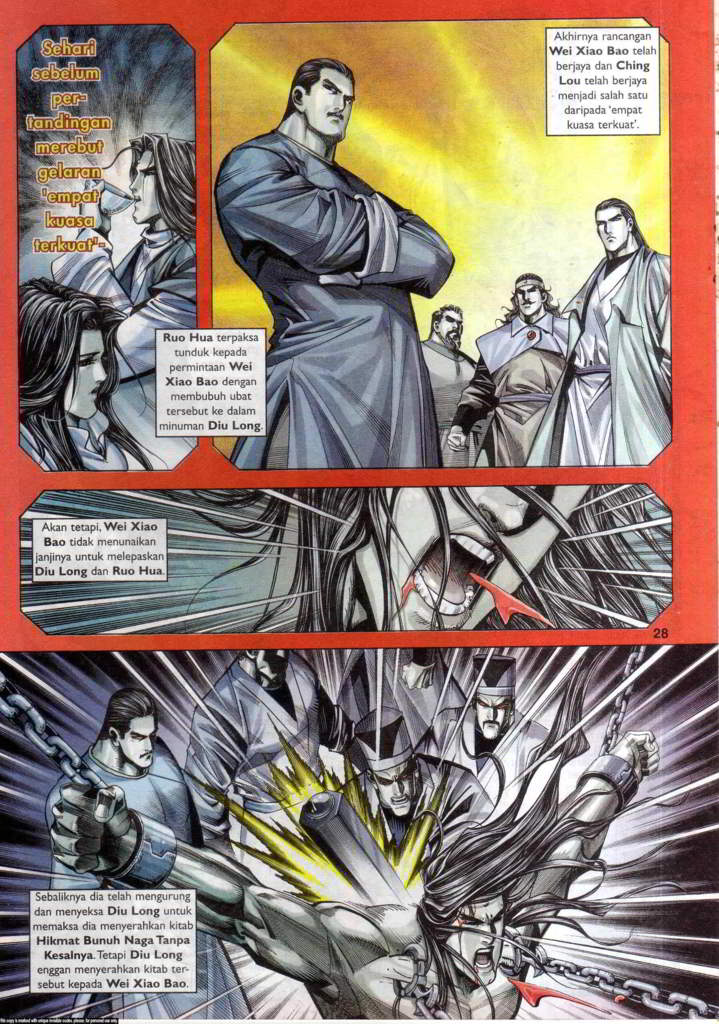 Sehari
sebelum
per-
tandingan
merebut
gelaran
'empat
kuasa
terkuat'-
Ruo Hua terpaksa
tunduk kepada
permintaan Wei
Xiao Bao dengan
membubuh ubat
tersebut ke dalam
minuman Diu Long.
Akhirnya rancangan
Wei Xiao Bao telah
berjaya dan Ching
Lou telah berjaya
menjadi salah satu
daripada 'empat
kuasa terkuat'.
Akan tetapi, Wei Xiao
Bao tidak menunaikan
janjinya untuk melepaskan
Diu Long dan Ruo Hua.
28
Sebaliknya dia telah mengurung
dan menyeksa Diu Long untuk
memaksa dia menyerahkan kitab
Hikmat Bunuh Naga Tanpa
Kesalnya. Tetapi Diu Long
enggan menyerahkan kitab ter-
sebut kepada Wei Xiao Bao.